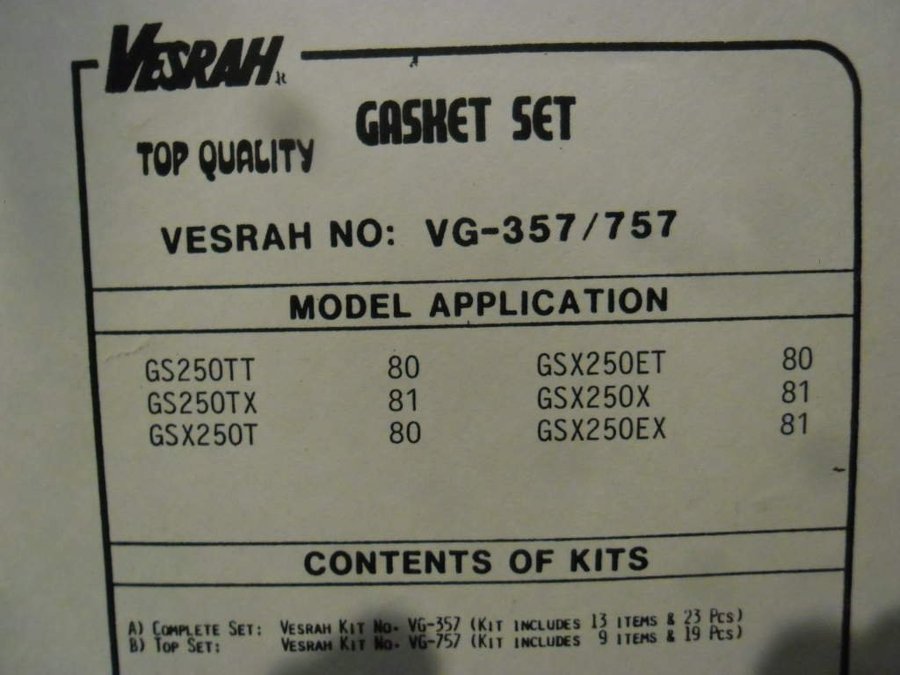 VESRAH R
GASKET SET
TOP QUALITY
VESRAH NO: VG-357/757
MODEL APPLICATION
GS250TT 80 GSX250ET 80
GS250TX 81 GSX250X 81
GSX250T 80 GSX250EX 81
CONTENTS OF KITS
A) COMPLETE SET: VESRAH KIT NO. VG-357 (KIT INCLUDES 13 ITEMS & 23 PCS)
B) TOP SET: VESRAH KIT NO. VG-757 (KIT INCLUDES 9 ITEMS & 19 PCS)